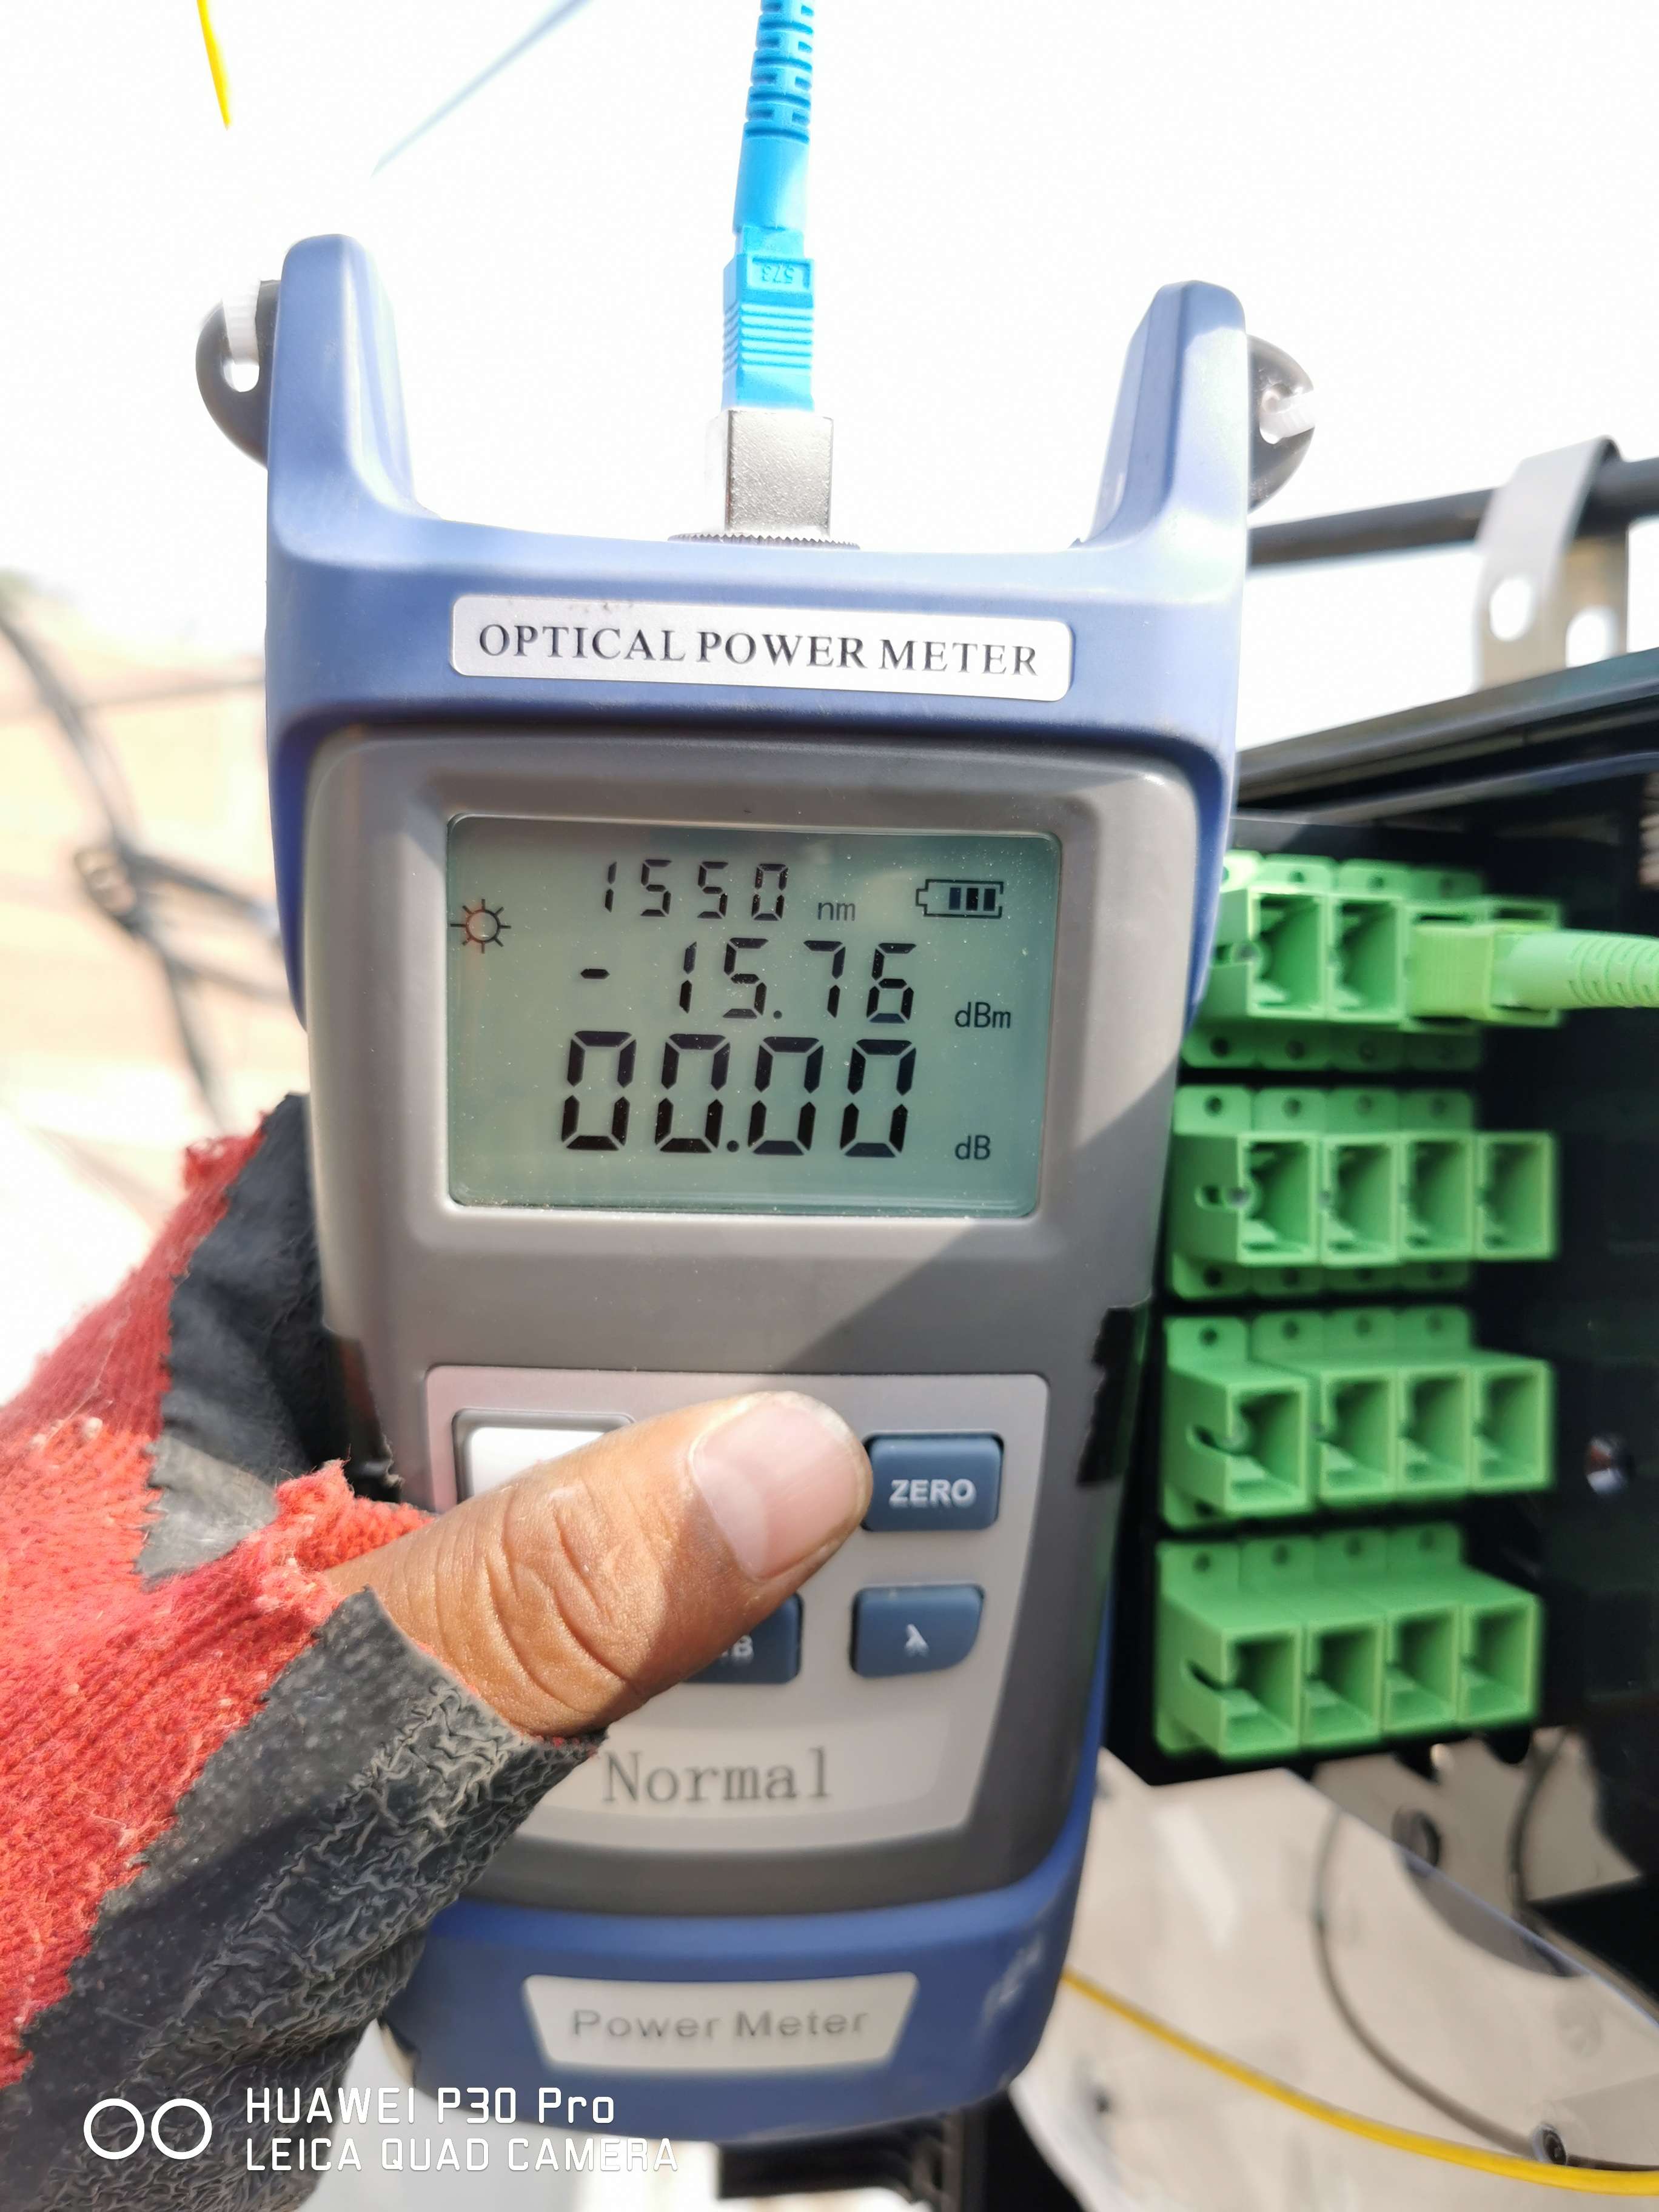 OPTICAL POWER METER
1550 nm
-15.76 dBm
00.00 dB
ZERO
B λ
Normal
Power Meter
HUAWEI P30 Pro
LEICA QUAD CAMERA